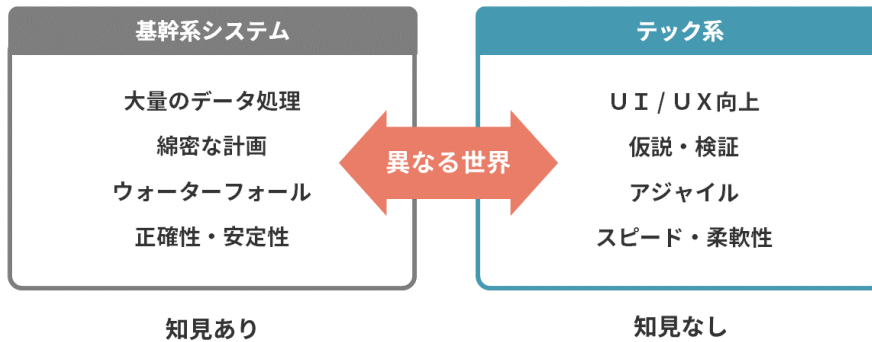 基幹系システム
大量のデータ処理
綿密な計画
ウォーターフォール
正確性・安定性
知見あり
異なる世界
テック系
ＵＩ/ＵＸ向上
仮説・検証
アジャイル
スピード・柔軟性
知見なし